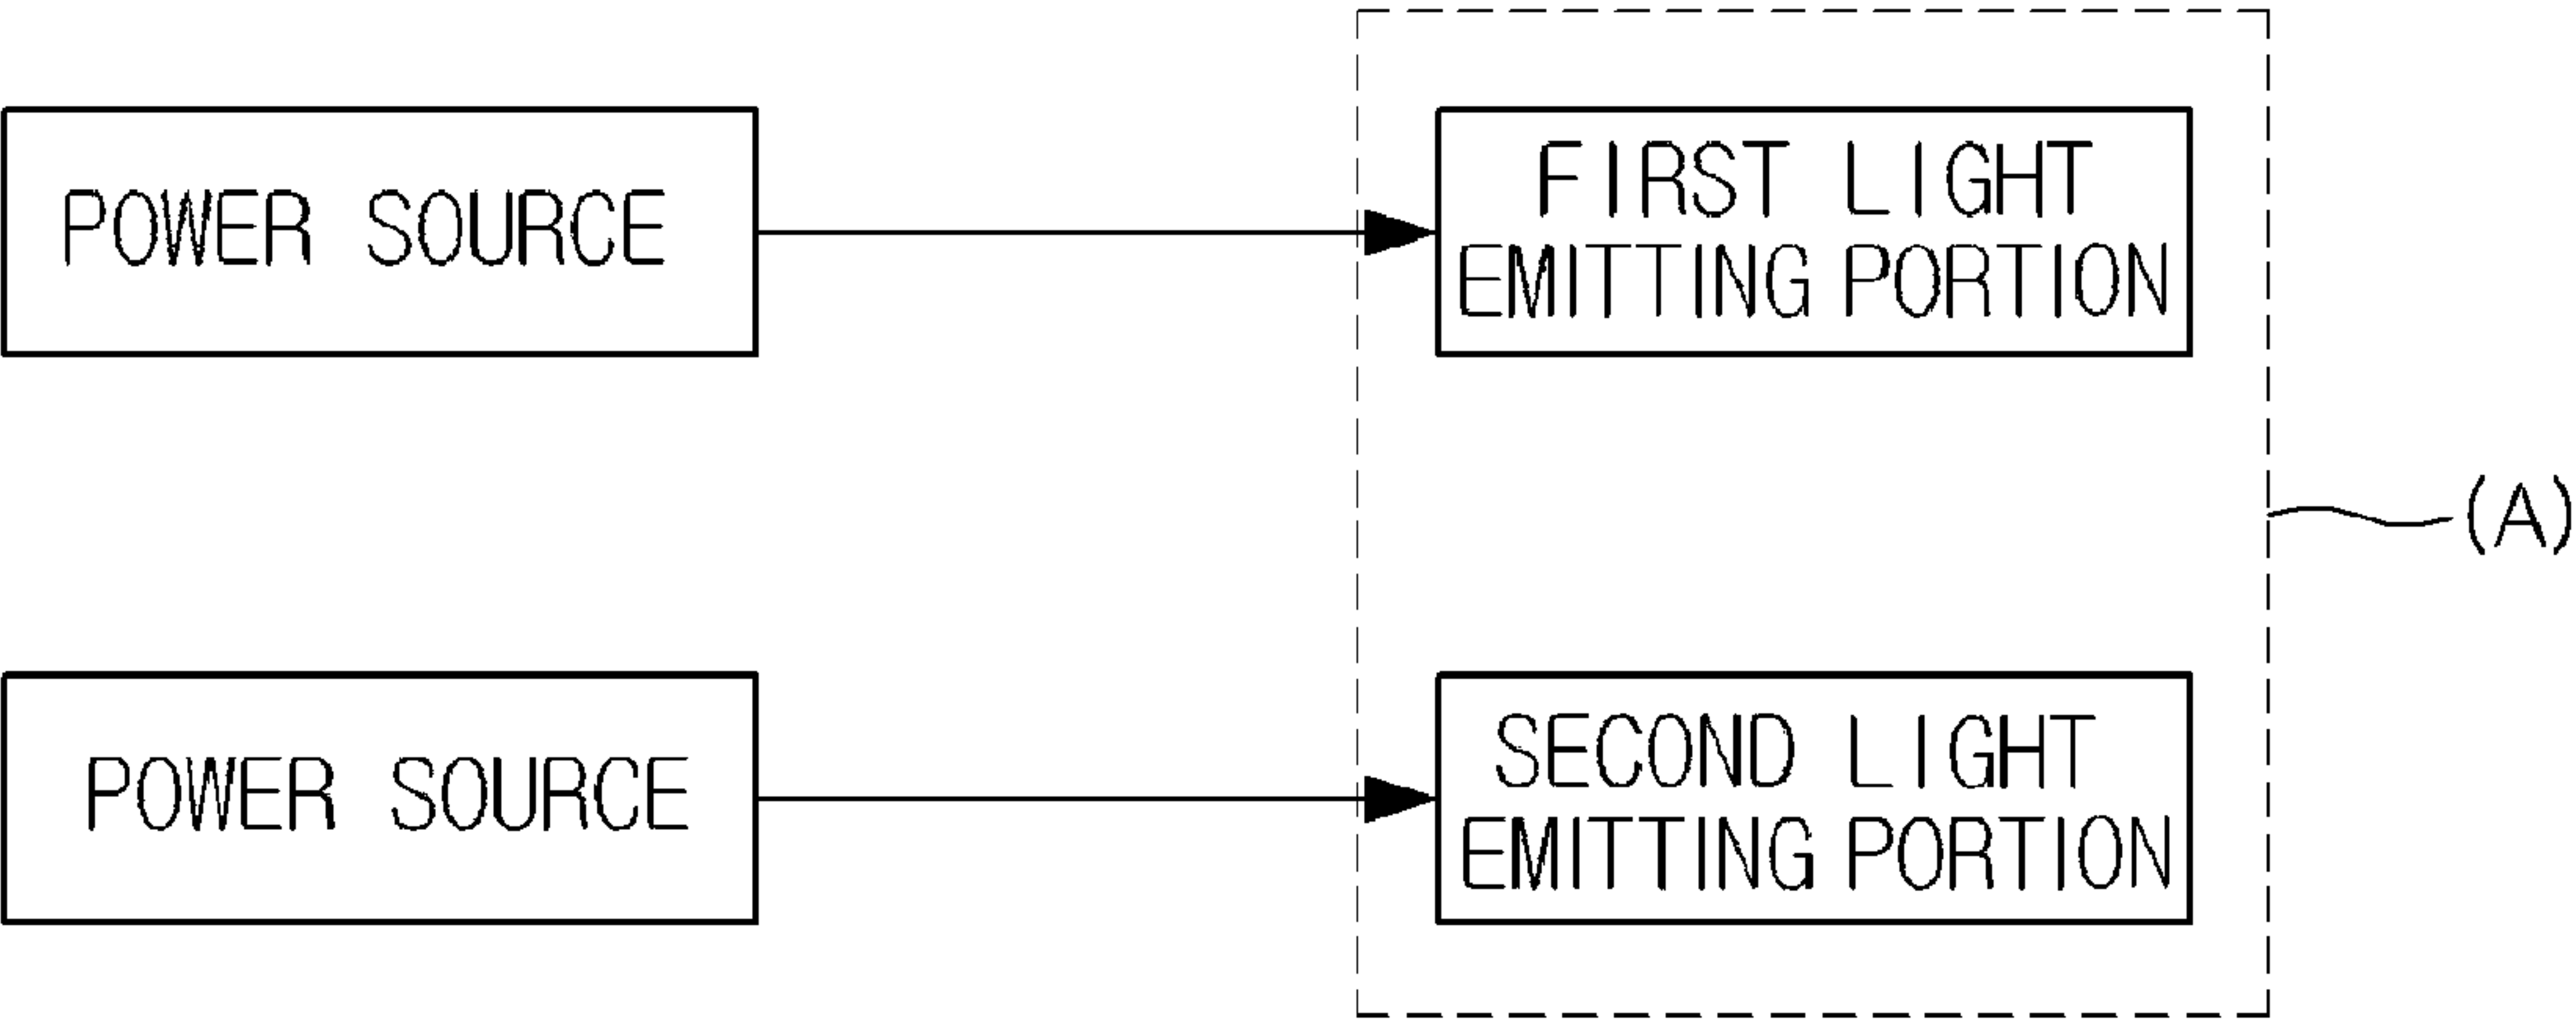 POWER SOURCE
FIRST LIGHT
EMITTING PORTION
(A)
POWER SOURCE
SECOND LIGHT
EMITTING PORTION